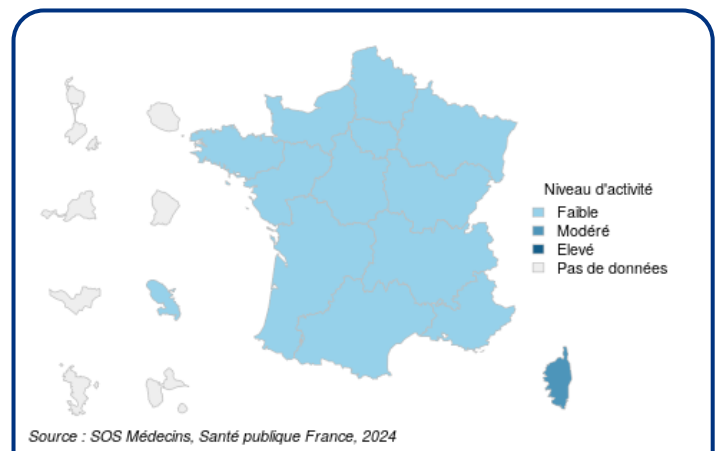 Niveau d'activité
Faible
Modéré
Elevé
Pas de données
Source : SOS Médecins, Santé publique France, 2024